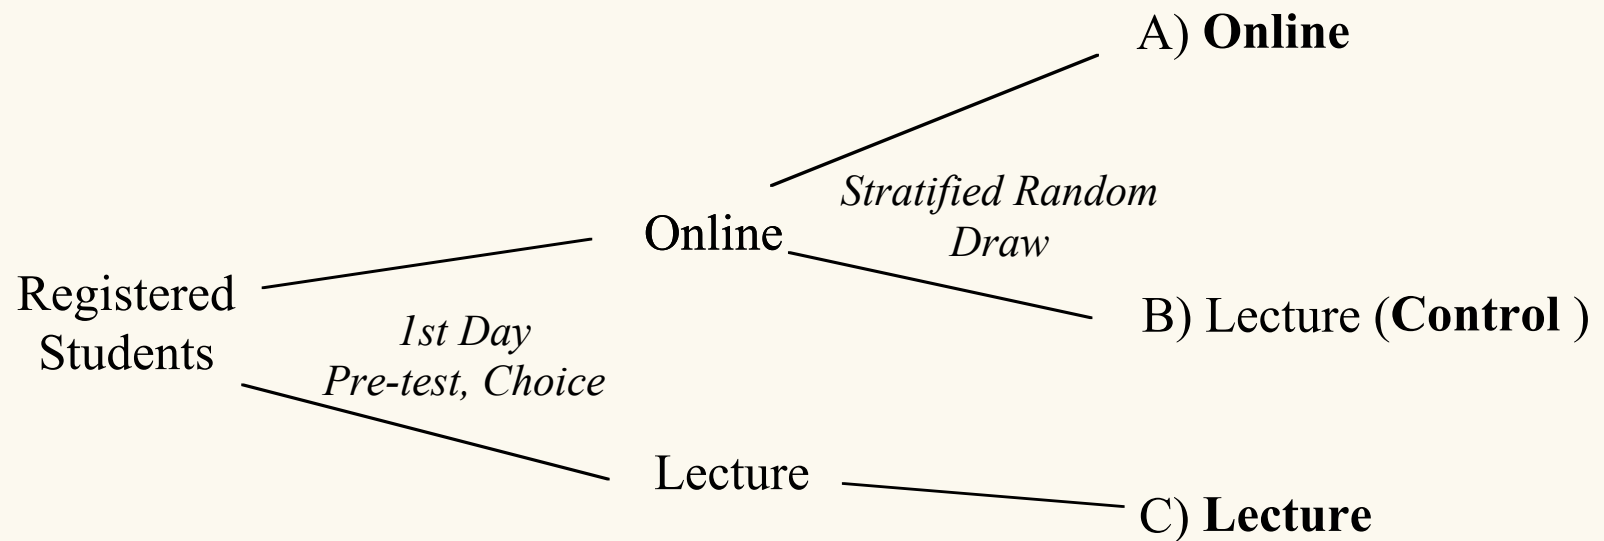 A) Online
Stratified Random
Draw
Online
Registered
Students
1st Day
Pre-test, Choice
B) Lecture (Control )
Lecture
C) Lecture